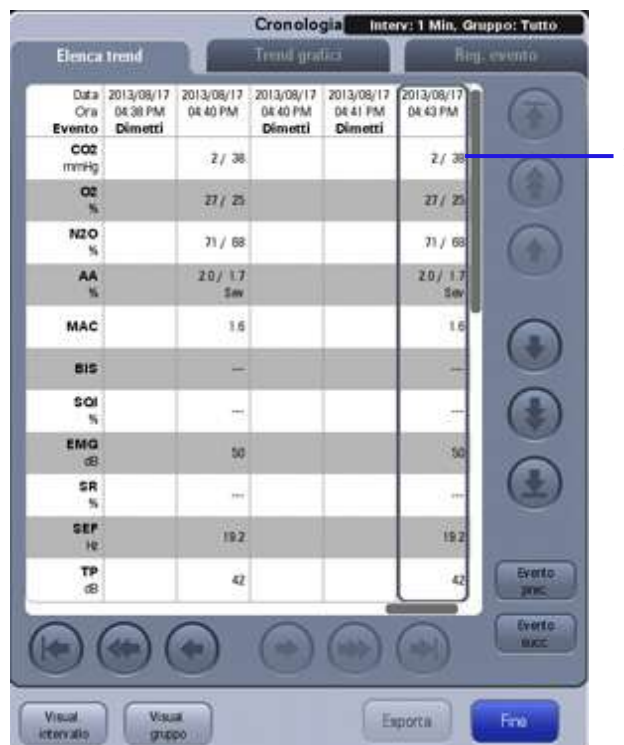 Cronologia Interv: 1 Min, Gruppo: Tutto
Elenca trend Trend grafici Reg. evento
Data 2013/08/17 2013/08/17 2013/08/17 2013/08/17 2013/08/17
Ora 04:38 PM 04:40 PM 04:40 PM 04:41 PM 04:43 PM
Evento Dimetti Dimetti Dimetti
CO2 mmHg 2/ 38 2/ 38
O2 % 27/ 25 27/ 25
N2O % 71/ 68 71/ 68
AA % 2.0/ 1.7 Sev 2.0/ 1.7 Sev
MAC 1.6 1.6
BIS --- ---
SQI % --- ---
EMG dB 50 50
SR % --- ---
SEF Hz 19.2 19.2
TP dB 42 42
Evento prec.
Evento succ.
Visual. intervallo
Visual. gruppo
Esporta
Fine